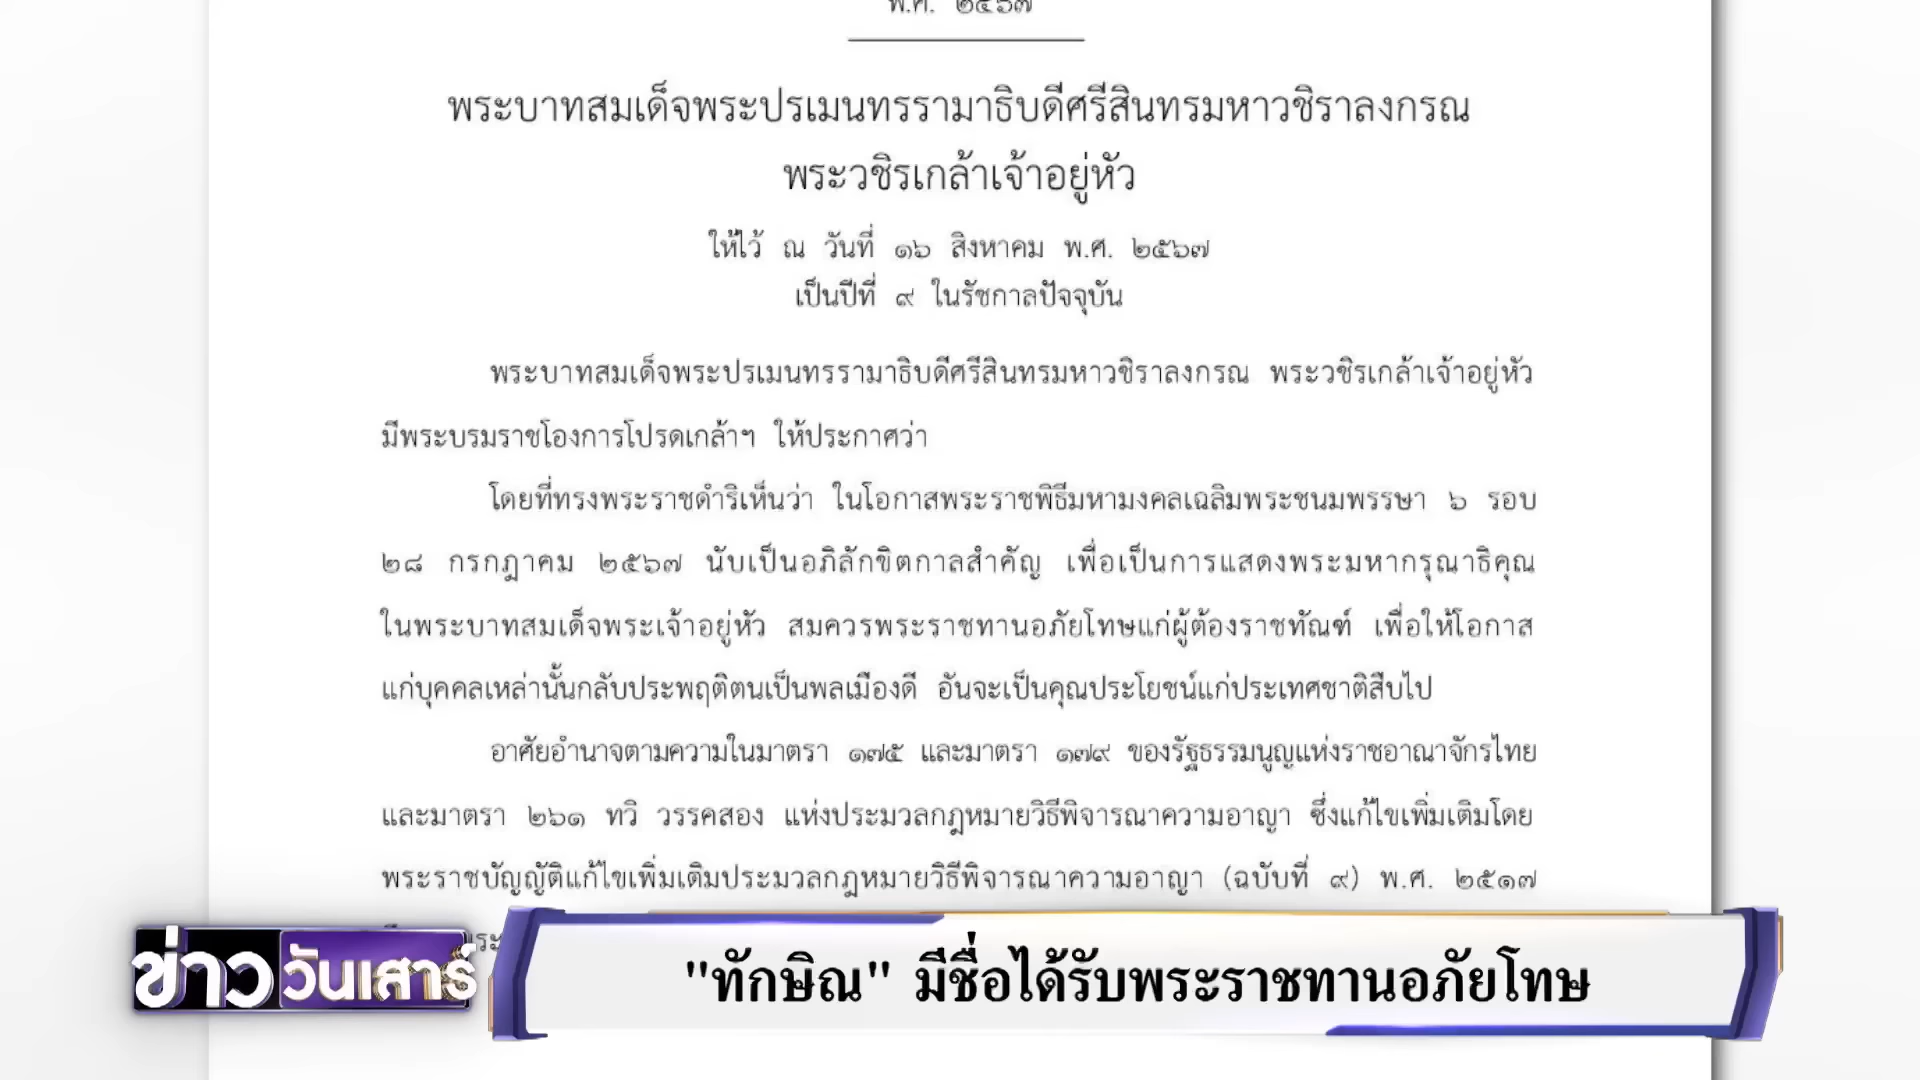 พ.ศ. ๒๕๖๗
พระบาทสมเด็จพระปรเมนทรรามาธิบดีศรีสินทรมหาวชิราลงกรณ
พระวชิรเกล้าเจ้าอยู่หัว
ให้ไว้ ณ วันที่ ๑๖ สิงหาคม พ.ศ. ๒๕๖๗
เป็นปีที่ ๙ ในรัชกาลปัจจุบัน
พระบาทสมเด็จพระปรเมนทรรามาธิบดีศรีสินทรมหาวชิราลงกรณ พระวชิรเกล้าเจ้าอยู่หัว
มีพระบรมราชโองการโปรดเกล้าฯ ให้ประกาศว่า
โดยที่ทรงพระราชดำริเห็นว่า ในโอกาสพระราชพิธีมหามงคลเฉลิมพระชนมพรรษา ๖ รอบ
๒๘ กรกฎาคม ๒๕๖๗ นับเป็นอภิลักขิตกาลสำคัญ เพื่อเป็นการแสดงพระมหากรุณาธิคุณ
ในพระบาทสมเด็จพระเจ้าอยู่หัว สมควรพระราชทานอภัยโทษแก่ผู้ต้องราชทัณฑ์ เพื่อให้โอกาส
แก่บุคคลเหล่านั้นกลับประพฤติตนเป็นพลเมืองดี อันจะเป็นคุณประโยชน์แก่ประเทศชาติสืบไป
อาศัยอำนาจตามความในมาตรา ๑๗๕ และมาตรา ๑๗๙ ของรัฐธรรมนูญแห่งราชอาณาจักรไทย
และมาตรา ๒๖๑ ทวิ วรรคสอง แห่งประมวลกฎหมายวิธีพิจารณาความอาญา ซึ่งแก้ไขเพิ่มเติมโดย
พระราชบัญญัติแก้ไขเพิ่มเติมประมวลกฎหมายวิธีพิจารณาความอาญา (ฉบับที่ ๙) พ.ศ. ๒๕๑๗
ข่าววันเสาร์
"ทักษิณ" มีชื่อได้รับพระราชทานอภัยโทษ